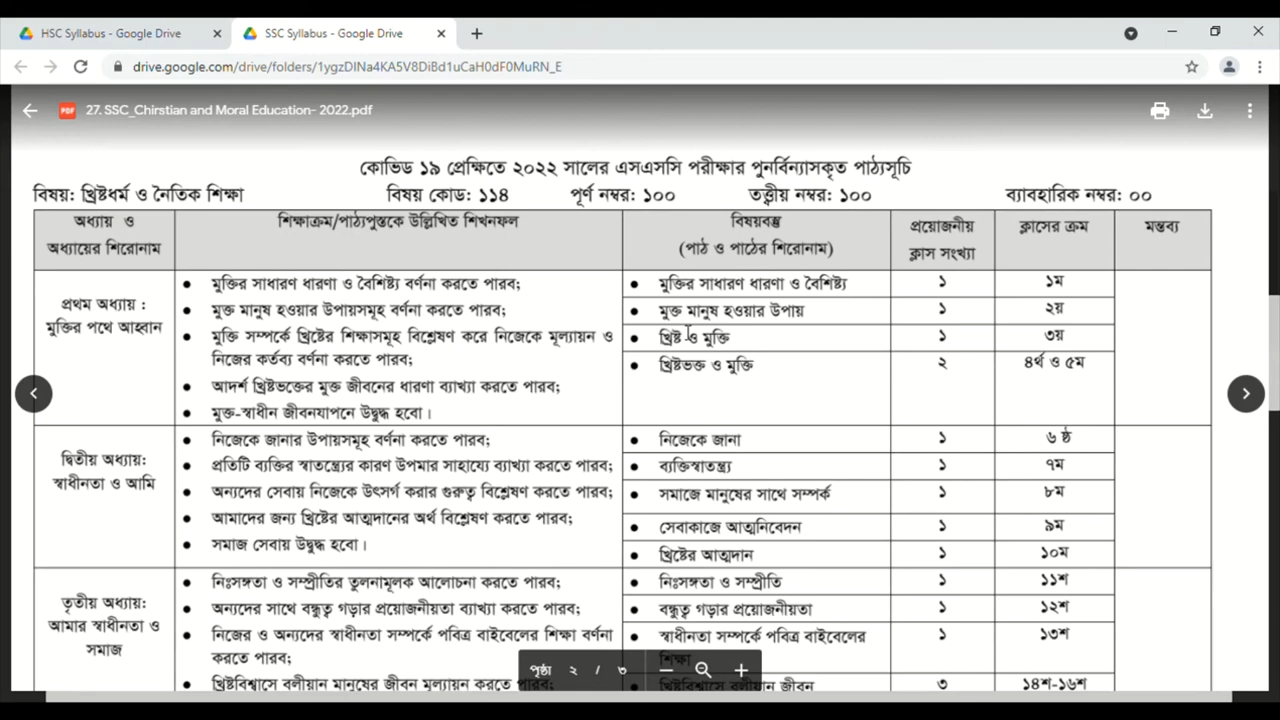 HSC Syllabus - Google Drive
SSC Syllabus - Google Drive
drive.google.com/drive/folders/1ygzDINa4KA5V8DiBd1uCaH0dF0MuRN_E
PDF 27. SSC_Chirstian and Moral Education- 2022.pdf
কোভিড ১৯ প্রেক্ষিতে ২০২২ সালের এসএসসি পরীক্ষার পুনর্বিন্যাসকৃত পাঠ্যসূচি
বিষয়: খ্রিষ্টধর্ম ও নৈতিক শিক্ষা বিষয় কোড: ১১৪ পূর্ণ নম্বর: ১০০ তত্ত্বীয় নম্বর: ১০০ ব্যাবহারিক নম্বর: ০০
অধ্যায় ও
অধ্যায়ের শিরোনাম
শিক্ষাক্রম/পাঠ্যপুস্তকে উল্লিখিত শিখনফল
বিষয়বস্তু
(পাঠ ও পাঠের শিরোনাম)
প্রয়োজনীয়
ক্লাস সংখ্যা
ক্লাসের ক্রম
মন্তব্য
প্রথম অধ্যায় :
মুক্তির পথে আহ্বান
● মুক্তির সাধারণ ধারণা ও বৈশিষ্ট্য বর্ণনা করতে পারব;
● মুক্ত মানুষ হওয়ার উপায়সমূহ বর্ণনা করতে পারব;
● মুক্তি সম্পর্কে খ্রিষ্টের শিক্ষাসমূহ বিশ্লেষণ করে নিজেকে মূল্যায়ন ও
নিজের কর্তব্য বর্ণনা করতে পারব;
● আদর্শ খ্রিষ্টভক্তের মুক্ত জীবনের ধারণা ব্যাখ্যা করতে পারব;
● মুক্ত-স্বাধীন জীবনযাপনে উদ্বুদ্ধ হবো।
● মুক্তির সাধারণ ধারণা ও বৈশিষ্ট্য ১ ১ম
● মুক্ত মানুষ হওয়ার উপায় ১ ২য়
● খ্রিষ্ট ও মুক্তি ১ ৩য়
● খ্রিষ্টভক্ত ও মুক্তি ২ ৪র্থ ও ৫ম
দ্বিতীয় অধ্যায়:
স্বাধীনতা ও আমি
● নিজেকে জানার উপায়সমূহ বর্ণনা করতে পারব;
● প্রতিটি ব্যক্তির স্বাতন্ত্র্যের কারণ উপমার সাহায্যে ব্যাখ্যা করতে পারব;
● অন্যদের সেবায় নিজেকে উৎসর্গ করার গুরুত্ব বিশ্লেষণ করতে পারব;
● আমাদের জন্য খ্রিষ্টের আত্মদানের অর্থ বিশ্লেষণ করতে পারব;
● সমাজ সেবায় উদ্বুদ্ধ হবো।
● নিজেকে জানা ১ ৬ষ্ঠ
● ব্যক্তিস্বাতন্ত্র্য ১ ৭ম
● সমাজে মানুষের সাথে সম্পর্ক ১ ৮ম
● সেবাকাজে আত্মনিবেদন ১ ৯ম
● খ্রিষ্টের আত্মদান ১ ১০ম
তৃতীয় অধ্যায়:
আমার স্বাধীনতা ও
সমাজ
● নিঃসঙ্গতা ও সম্প্রীতির তুলনামূলক আলোচনা করতে পারব;
● অন্যদের সাথে বন্ধুত্ব গড়ার প্রয়োজনীয়তা ব্যাখ্যা করতে পারব;
● নিজের ও অন্যদের স্বাধীনতা সম্পর্কে পবিত্র বাইবেলের শিক্ষা বর্ণনা
করতে পারব;
● খ্রিষ্টবিশ্বাসে বলীয়ান মানুষের জীবন মূল্যায়ন করতে পারব;
● নিঃসঙ্গতা ও সম্প্রীতি ১ ১১শ
● বন্ধুত্ব গড়ার প্রয়োজনীয়তা ১ ১২শ
● স্বাধীনতা সম্পর্কে পবিত্র বাইবেলের ১ ১৩শ
শিক্ষা
● খ্রিষ্টবিশ্বাসে বলীয়ান জীবন ৩ ১৪শ-১৬শ
পৃষ্ঠা ২ / ৩